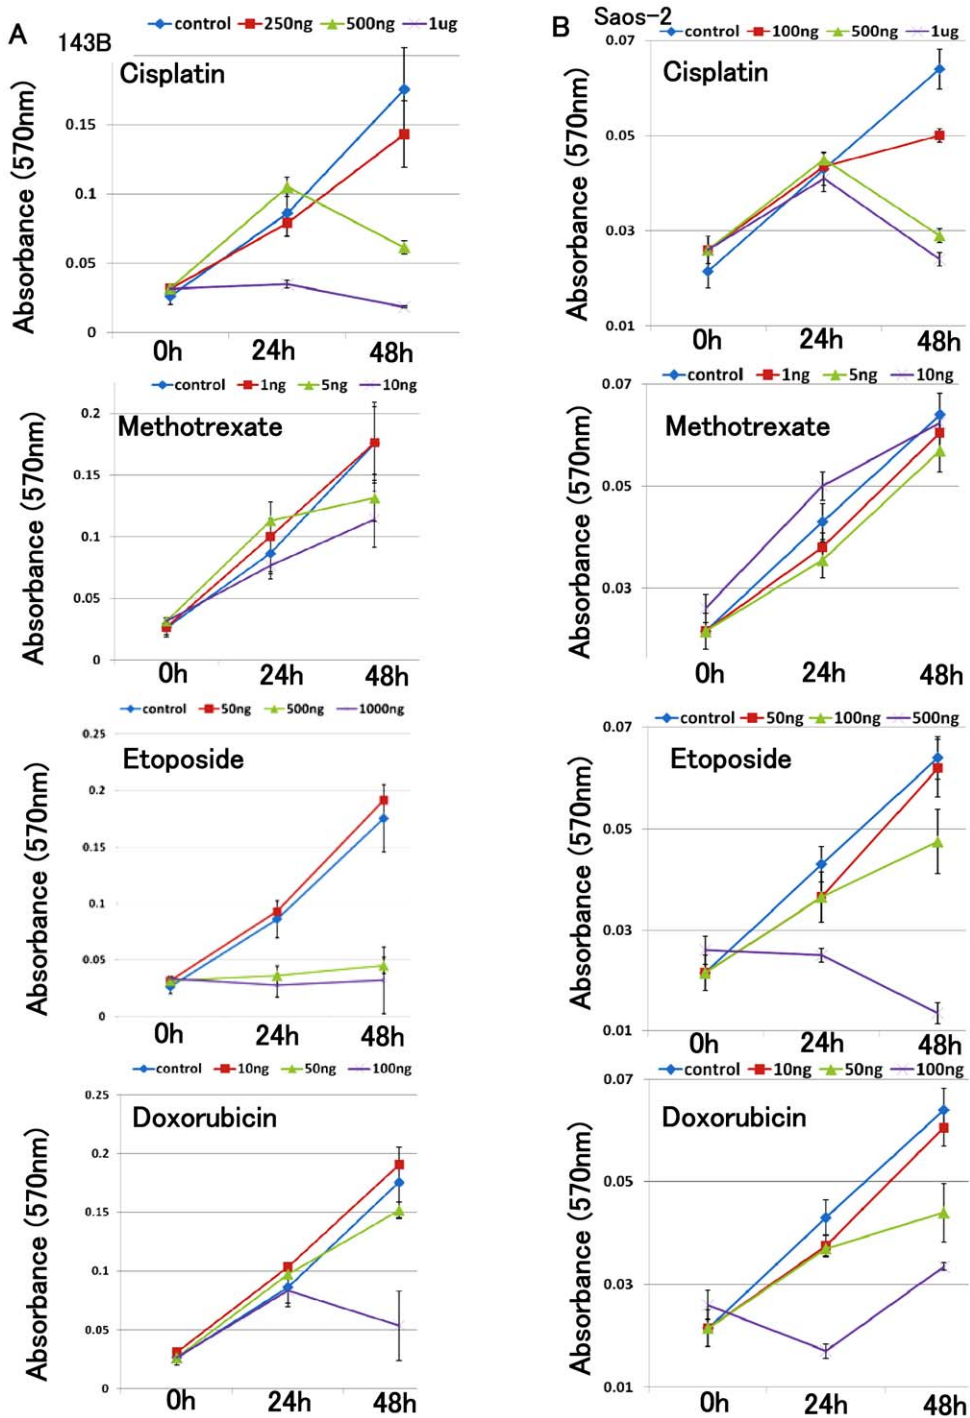 A
143B
control 250ng 500ng 1ug
Cisplatin
Absorbance (570nm)
0.15
0.1
0.05
0
0h 24h 48h
control 1ng 5ng 10ng
Methotrexate
Absorbance (570nm)
0.2
0.15
0.1
0.05
0
0h 24h 48h
control 50ng 500ng 1000ng
Etoposide
Absorbance (570nm)
0.25
0.2
0.15
0.1
0.05
0
0h 24h 48h
control 10ng 50ng 100ng
Doxorubicin
Absorbance (570nm)
0.25
0.2
0.15
0.1
0.05
0
0h 24h 48h
B
Saos-2
control 100ng 500ng 1ug
Cisplatin
Absorbance (570nm)
0.07
0.05
0.03
0.01
0h 24h 48h
control 1ng 5ng 10ng
Methotrexate
Absorbance (570nm)
0.07
0.05
0.03
0h 24h 48h
control 50ng 100ng 500ng
Etoposide
Absorbance (570nm)
0.07
0.05
0.03
0.01
0h 24h 48h
control 10ng 50ng 100ng
Doxorubicin
Absorbance (570nm)
0.07
0.05
0.03
0.01
0h 24h 48h